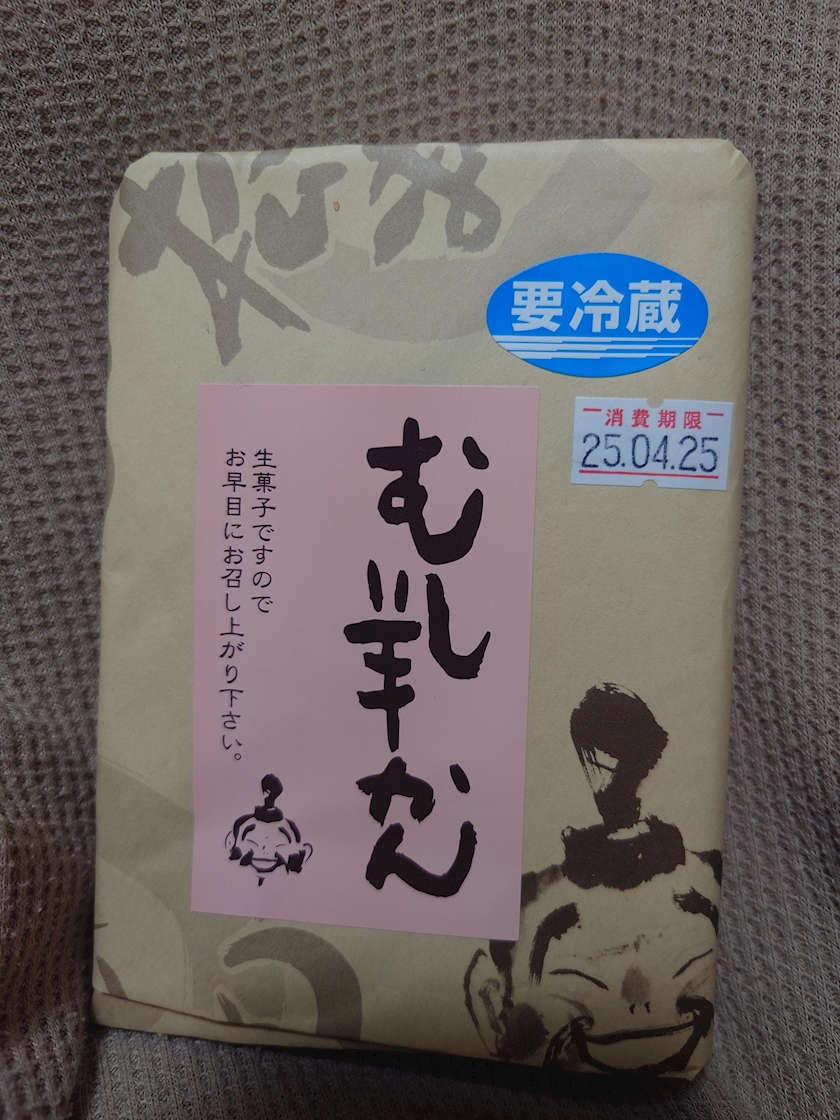 要冷蔵
消費期限
25.04.25
むし羊かん
生菓子ですので
お早目にお召し上がり下さい。